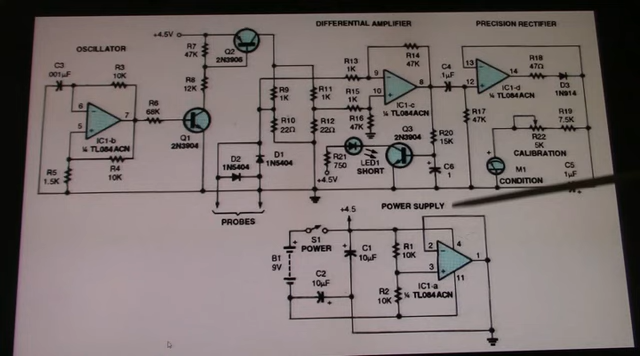 DIFFERENTIAL AMPLIFIER
PRECISION RECTIFIER
OSCILLATOR
+4.5V
R7
47K
Q2
2N3906
C3
.001µF
R3
10K
R8
12K
6
5
7
IC1-b
¼ TL084ACN
R6
68K
Q1
2N3904
R4
10K
R5
1.5K
R9
1K
R10
22Ω
R11
1K
R12
22Ω
R13
1K
R14
47K
R15
1K
R16
47K
9
10
8
IC1-c
¼ TL084ACN
C4
1µF
13
12
14
IC1-d
¼ TL084ACN
R18
47Ω
D3
1N914
R17
47K
R19
7.5K
R22
5K
CALIBRATION
M1
CONDITION
C5
1µF
D2
1N5404
D1
1N5404
R21
750
+4.5V
LED1
SHORT
Q3
2N3904
R20
15K
C6
1
PROBES
POWER SUPPLY
+4.5
S1
POWER
B1
9V
C1
10µF
C2
10µF
R1
10K
R2
10K
2
3
4
11
1
IC1-a
¼ TL084ACN